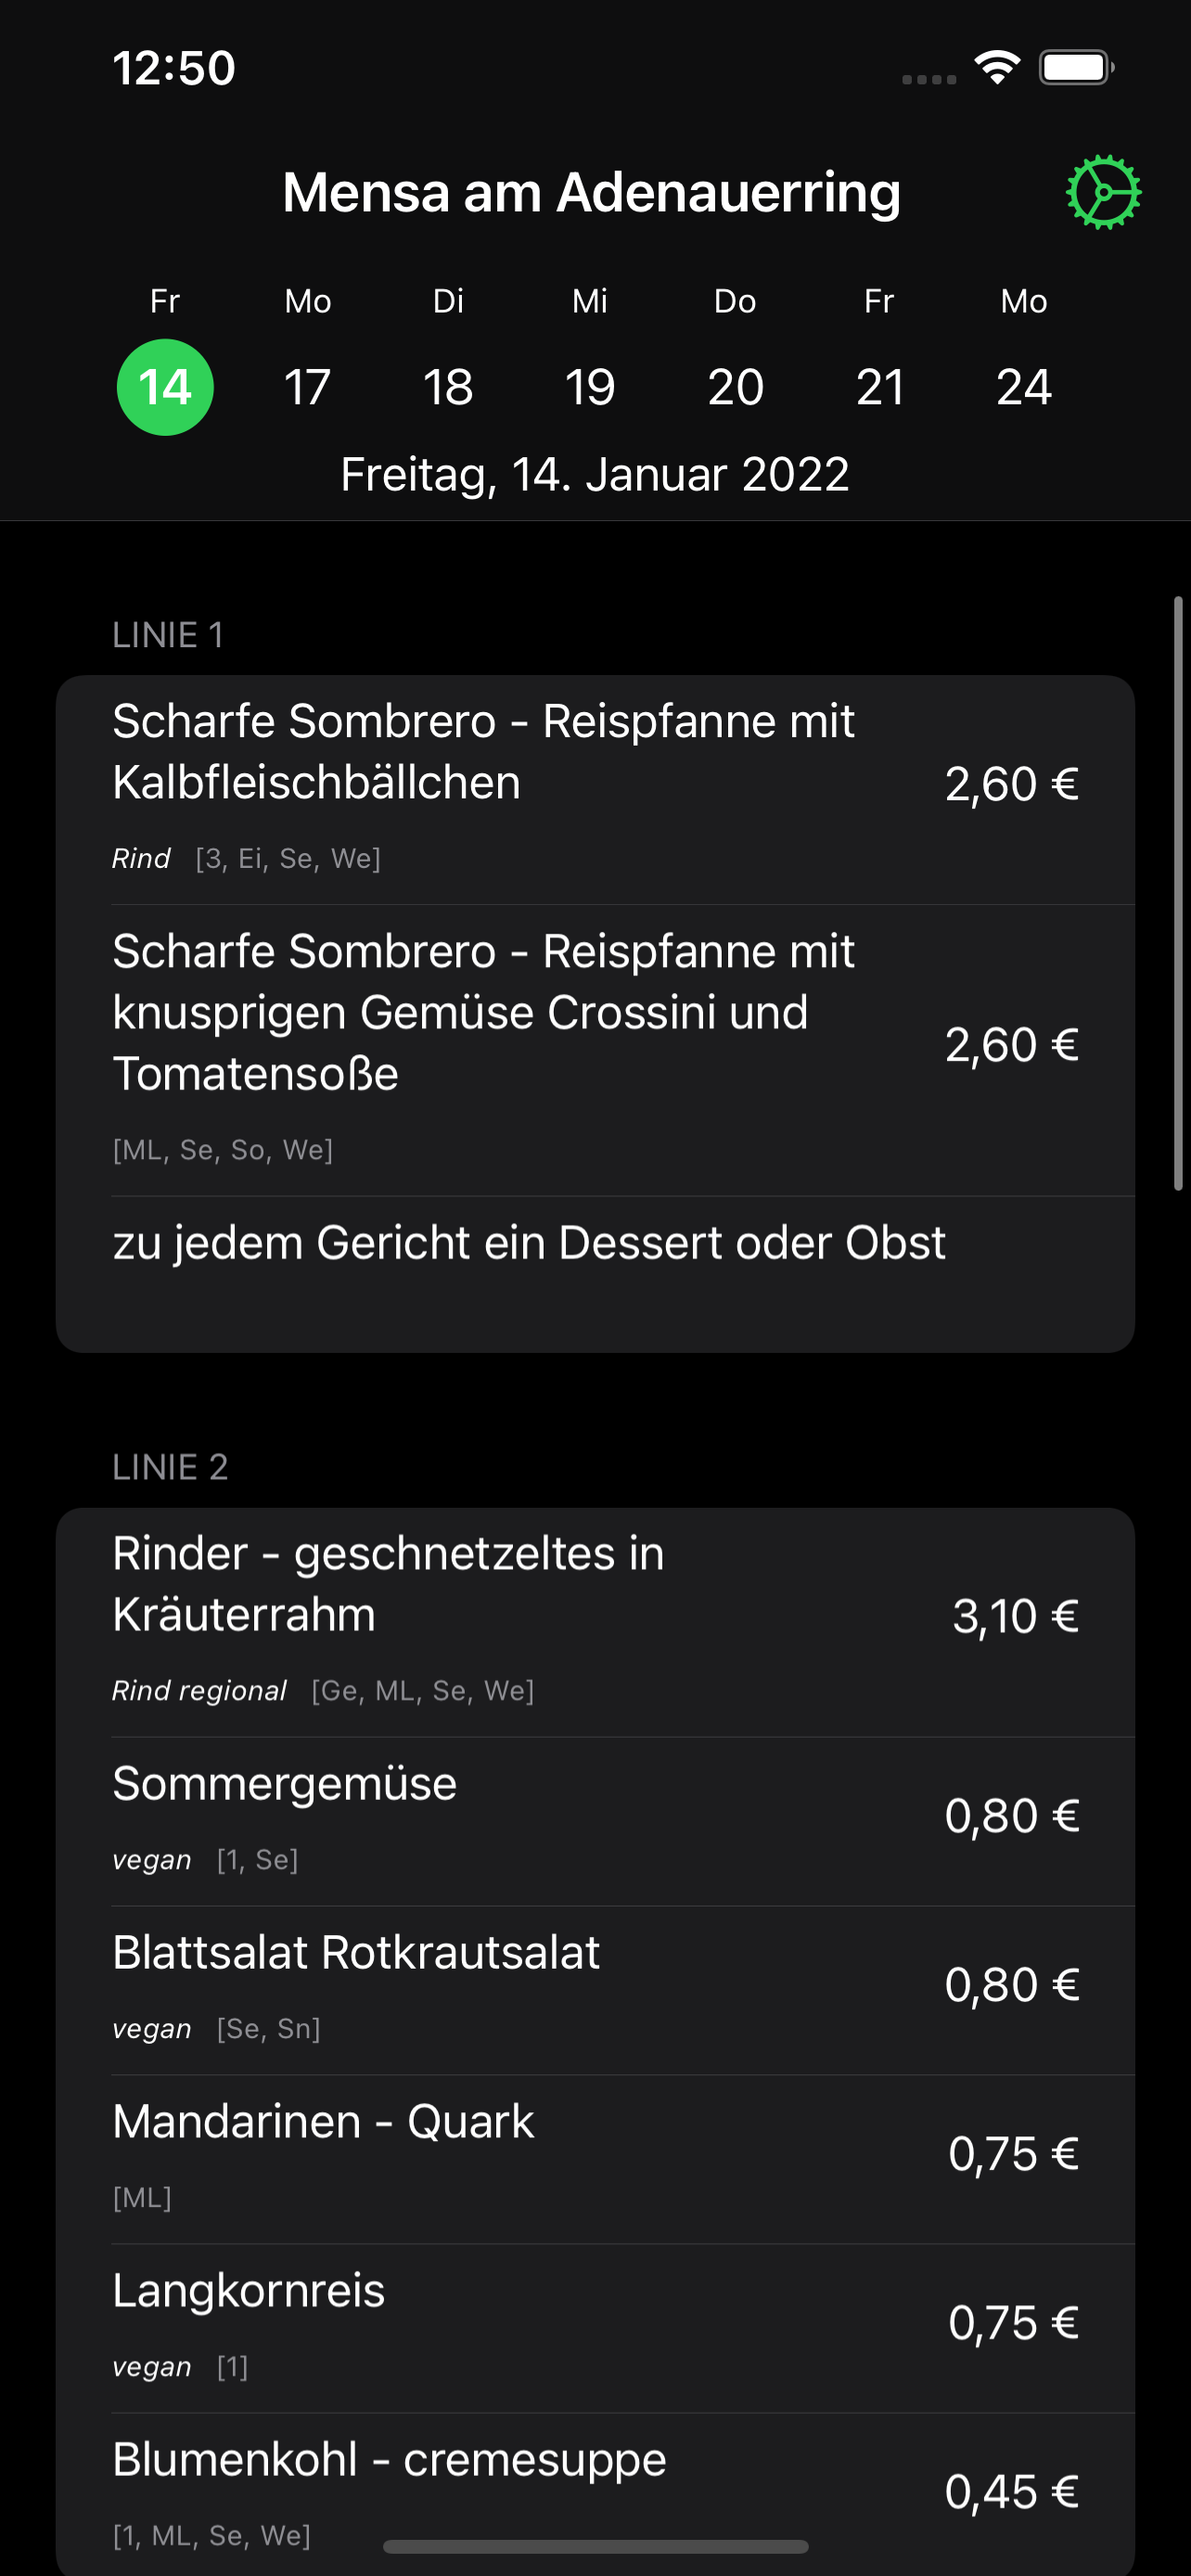 12:50
Mensa am Adenauerring
Fr Mo Di Mi Do Fr Mo
14 17 18 19 20 21 24
Freitag, 14. Januar 2022
LINIE 1
Scharfe Sombrero - Reispfanne mit
Kalbfleischbällchen
2,60 €
Rind [3, Ei, Se, We]
Scharfe Sombrero - Reispfanne mit
knusprigen Gemüse Crossini und
Tomatensoße
2,60 €
[ML, Se, So, We]
zu jedem Gericht ein Dessert oder Obst
LINIE 2
Rinder - geschnetzeltes in
Kräuterrahm
3,10 €
Rind regional [Ge, ML, Se, We]
Sommergemüse
0,80 €
vegan [1, Se]
Blattsalat Rotkrautsalat
0,80 €
vegan [Se, Sn]
Mandarinen - Quark
0,75 €
[ML]
Langkornreis
0,75 €
vegan [1]
Blumenkohl - cremesuppe
0,45 €
[1, ML, Se, We]